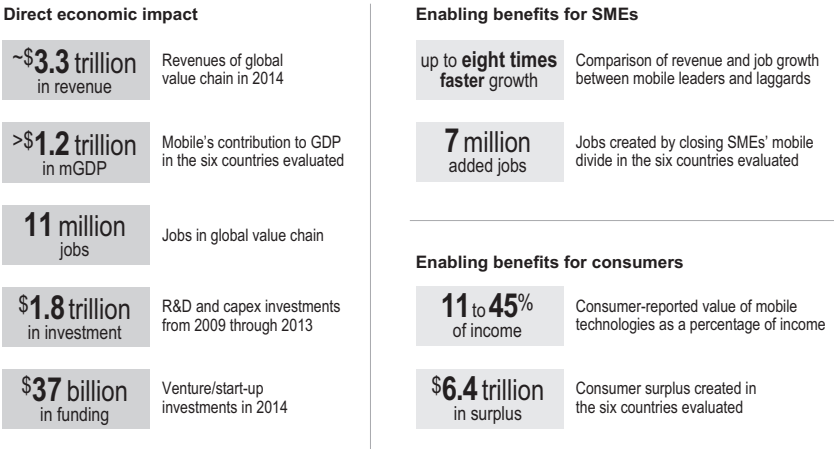 Direct economic impact
~$3.3 trillion
in revenue
Revenues of global
value chain in 2014
>$1.2 trillion
in mGDP
Mobile's contribution to GDP
in the six countries evaluated
11 million
jobs
Jobs in global value chain
$1.8 trillion
in investment
R&D and capex investments
from 2009 through 2013
$37 billion
in funding
Venture/start-up
investments in 2014
Enabling benefits for SMEs
up to eight times
faster growth
Comparison of revenue and job growth
between mobile leaders and laggards
7 million
added jobs
Jobs created by closing SMEs' mobile
divide in the six countries evaluated
Enabling benefits for consumers
11 to 45%
of income
Consumer-reported value of mobile
technologies as a percentage of income
$6.4 trillion
in surplus
Consumer surplus created in
the six countries evaluated